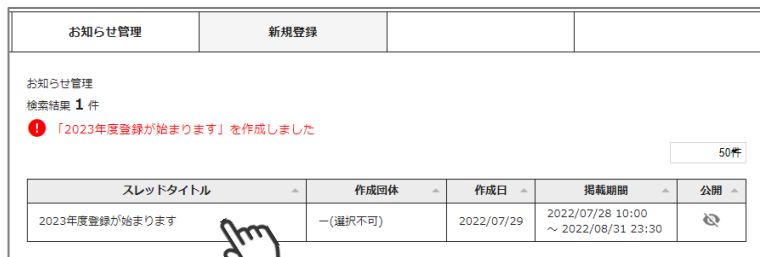 お知らせ管理 新規登録
お知らせ管理
検索結果 1 件
「2023年度登録が始まります」を作成しました
50件
スレッドタイトル 作成団体 作成日 掲載期間 公開
2023年度登録が始まります ー(選択不可) 2022/07/29 2022/07/28 10:00
～ 2022/08/31 23:30